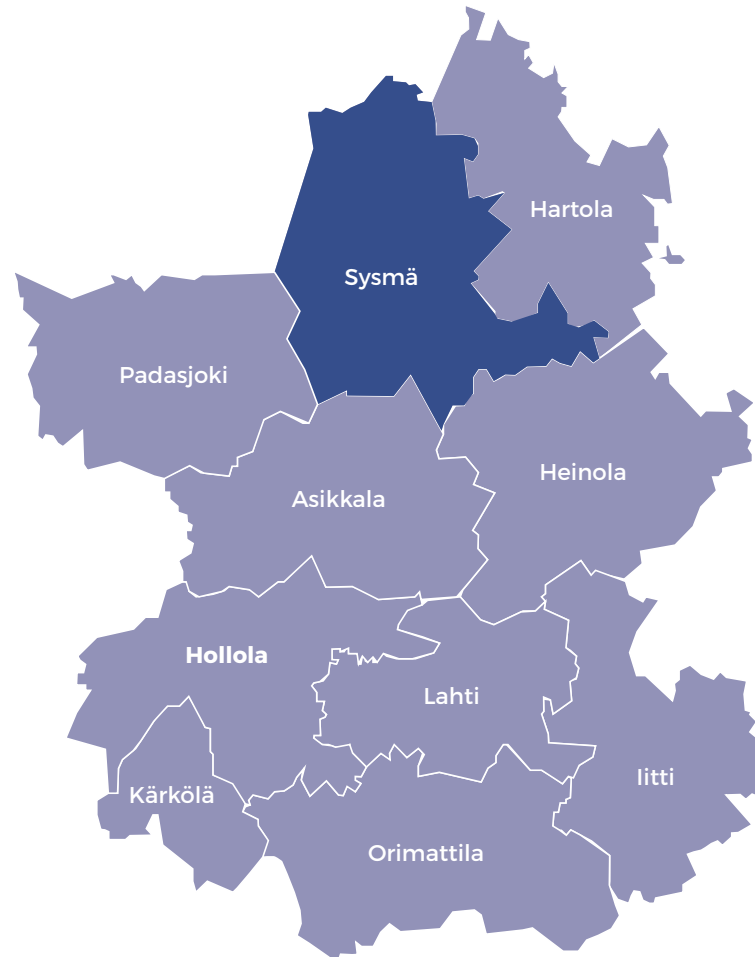 Hartola
Sysmä
Padasjoki
Heinola
Asikkala
Hollola
Lahti
Iitti
Kärkölä
Orimattila